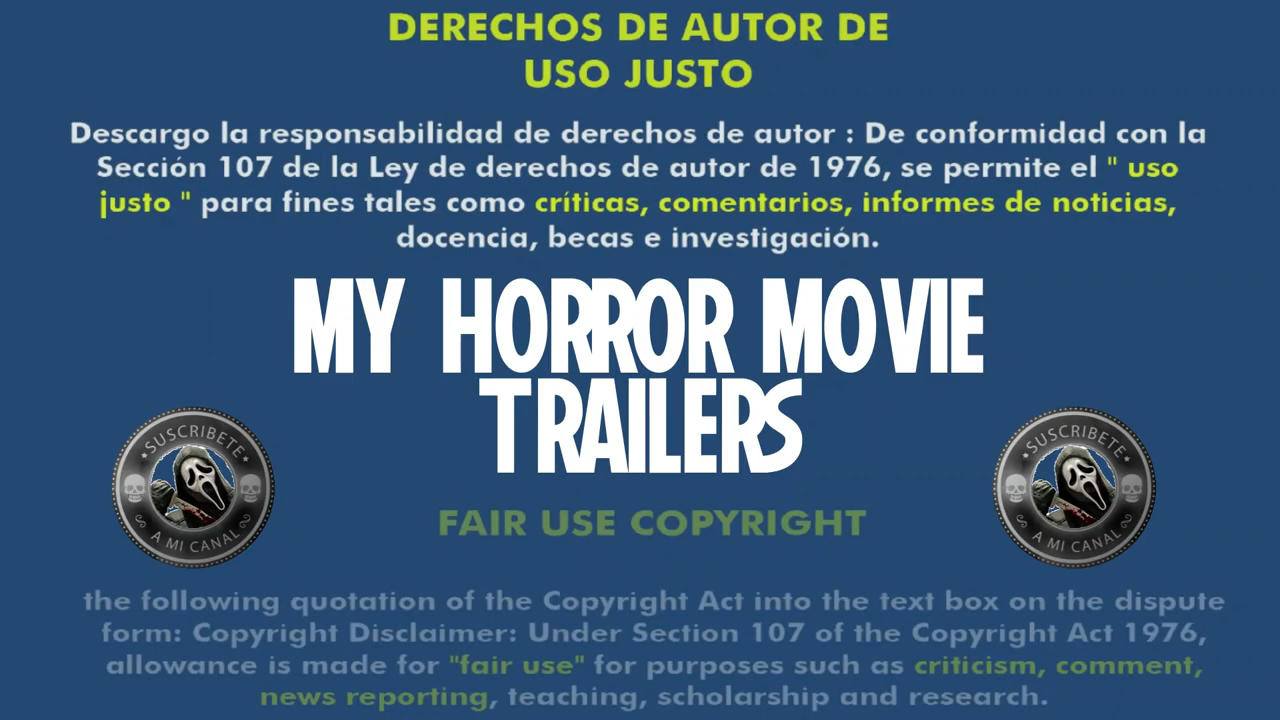 DERECHOS DE AUTOR DE
USO JUSTO
Descargo la responsabilidad de derechos de autor : De conformidad con la
Sección 107 de la Ley de derechos de autor de 1976, se permite el " uso
justo " para fines tales como críticas, comentarios, informes de noticias,
docencia, becas e investigación.
MY HORROR MOVIE
TRAILERS
SUSCRIBETE
A MI CANAL
SUSCRIBETE
A MI CANAL
FAIR USE COPYRIGHT
the following quotation of the Copyright Act into the text box on the dispute
form: Copyright Disclaimer: Under Section 107 of the Copyright Act 1976,
allowance is made for "fair use" for purposes such as criticism, comment,
news reporting, teaching, scholarship and research.